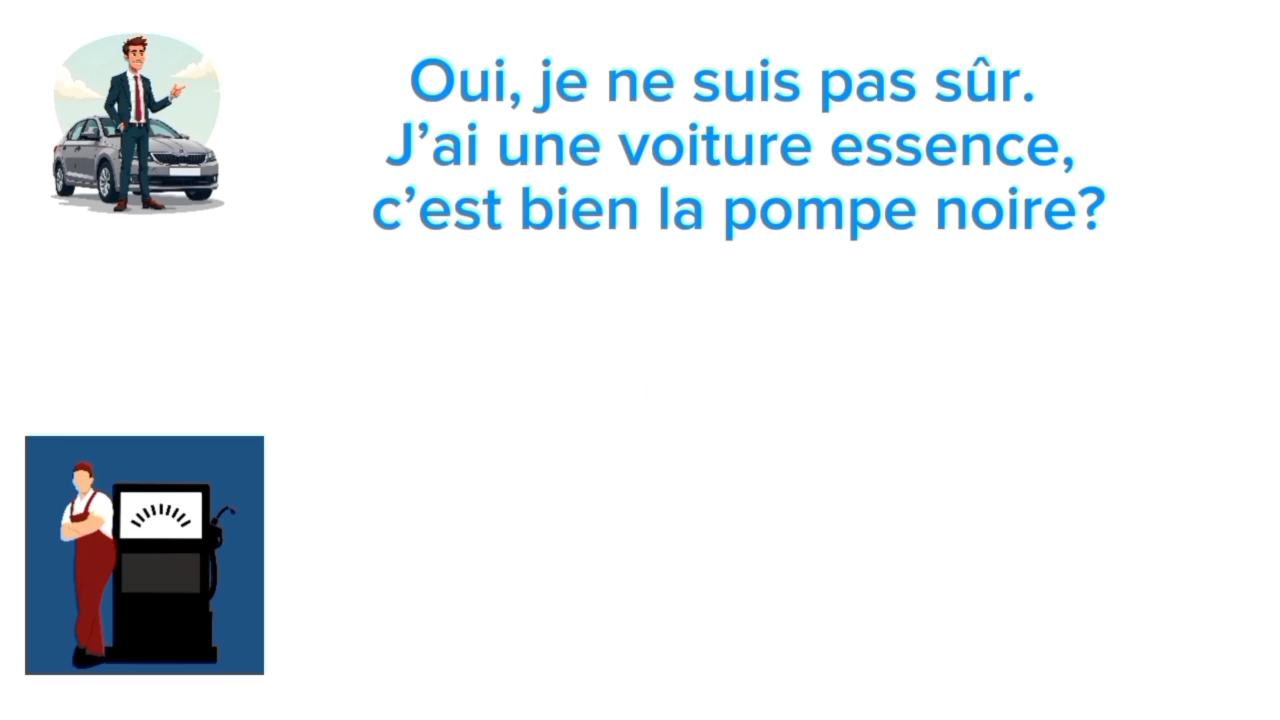 Oui, je ne suis pas sûr.
J’ai une voiture essence,
c’est bien la pompe noire?